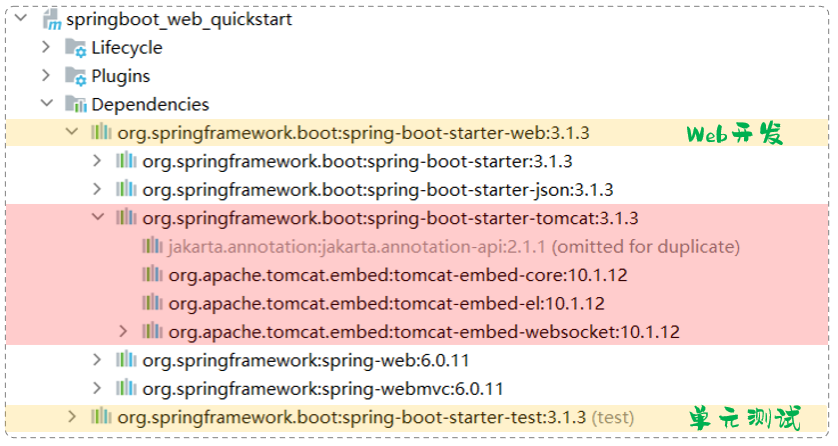 springboot_web_quickstart
Lifecycle
Plugins
Dependencies
org.springframework.boot:spring-boot-starter-web:3.1.3 Web开发
org.springframework.boot:spring-boot-starter:3.1.3
org.springframework.boot:spring-boot-starter-json:3.1.3
org.springframework.boot:spring-boot-starter-tomcat:3.1.3
jakarta.annotation:jakarta.annotation-api:2.1.1 (omitted for duplicate)
org.apache.tomcat.embed:tomcat-embed-core:10.1.12
org.apache.tomcat.embed:tomcat-embed-el:10.1.12
org.apache.tomcat.embed:tomcat-embed-websocket:10.1.12
org.springframework:spring-web:6.0.11
org.springframework:spring-webmvc:6.0.11
org.springframework.boot:spring-boot-starter-test:3.1.3 (test) 单元测试